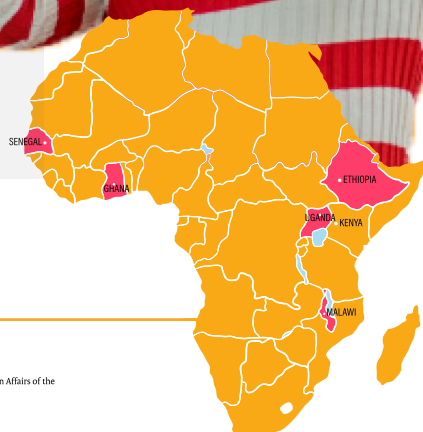 SENEGAL
GHANA
ETHIOPIA
UGANDA
KENYA
MALAWI
n Affairs of the